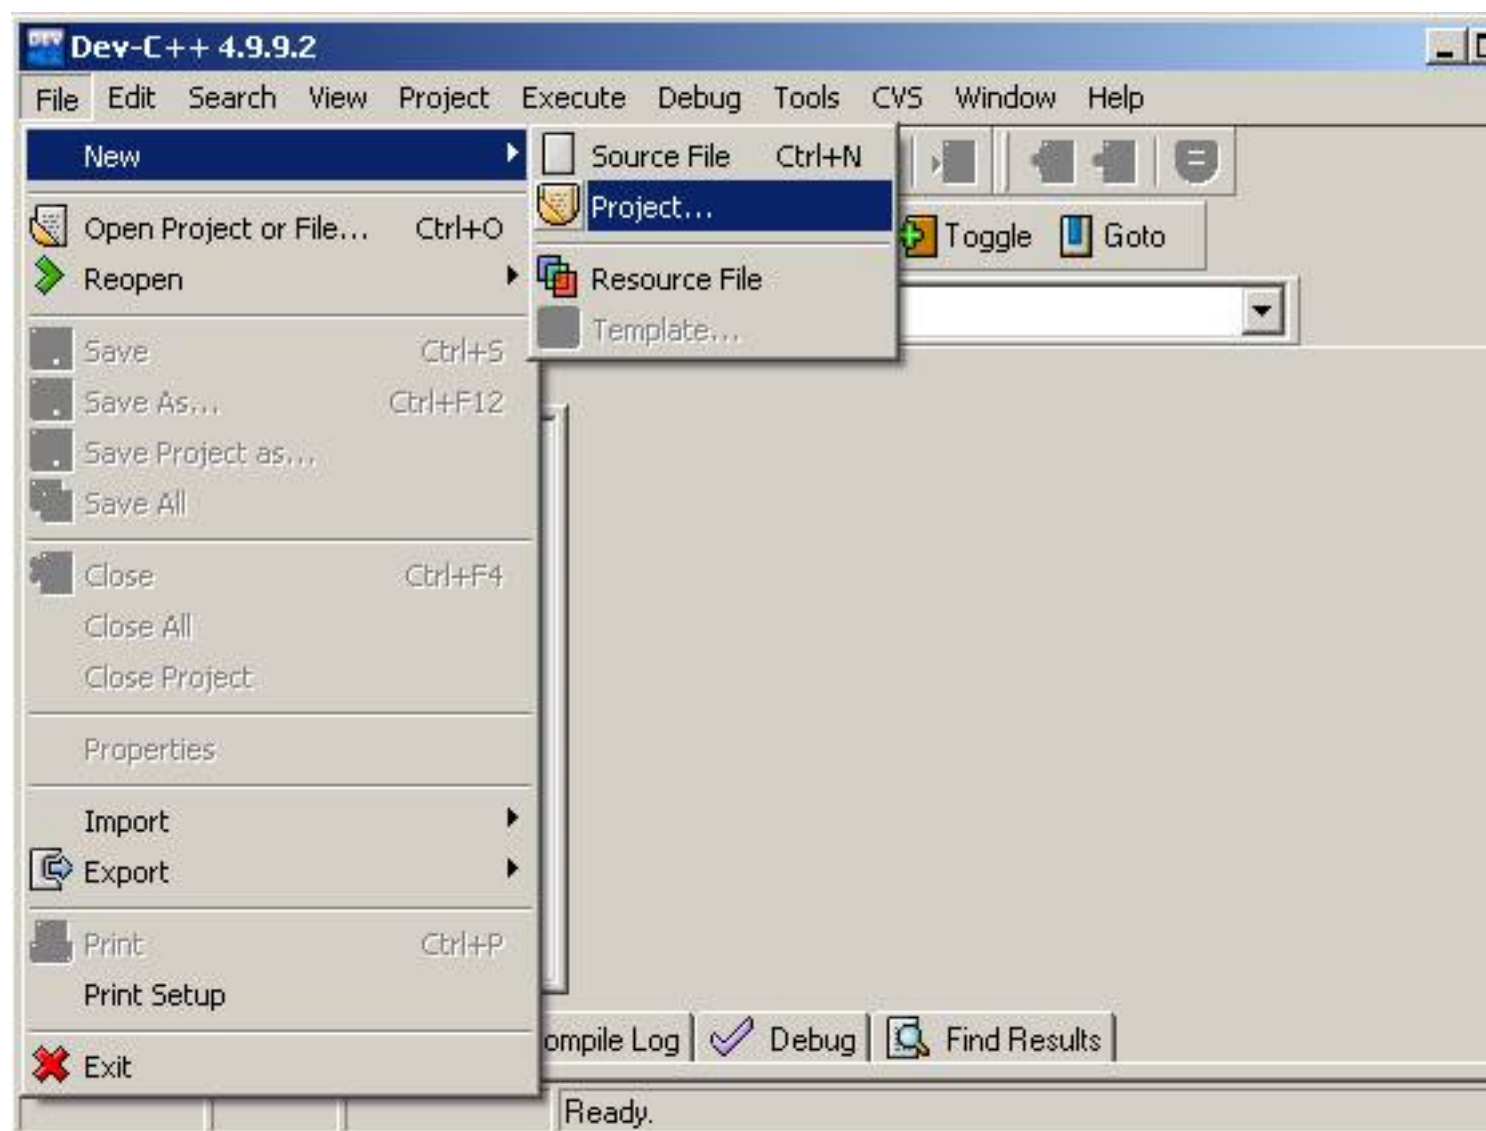 Dev-C++ 4.9.9.2
File Edit Search View Project Execute Debug Tools CVS Window Help
New
Source File Ctrl+N
Project...
Resource File
Template...
Toggle Goto
Open Project or File... Ctrl+O
Reopen
Save Ctrl+S
Save As... Ctrl+F12
Save Project as...
Save All
Close Ctrl+F4
Close All
Close Project
Properties
Import
Export
Print Ctrl+P
Print Setup
Exit
ompile Log Debug Find Results
Ready.